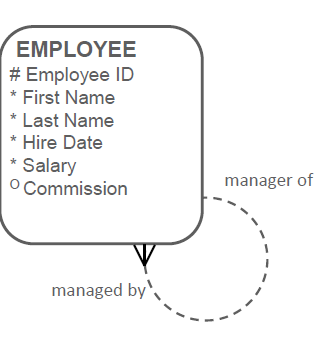 EMPLOYEE
# Employee ID
* First Name
* Last Name
* Hire Date
* Salary
O Commission
manager of
managed by